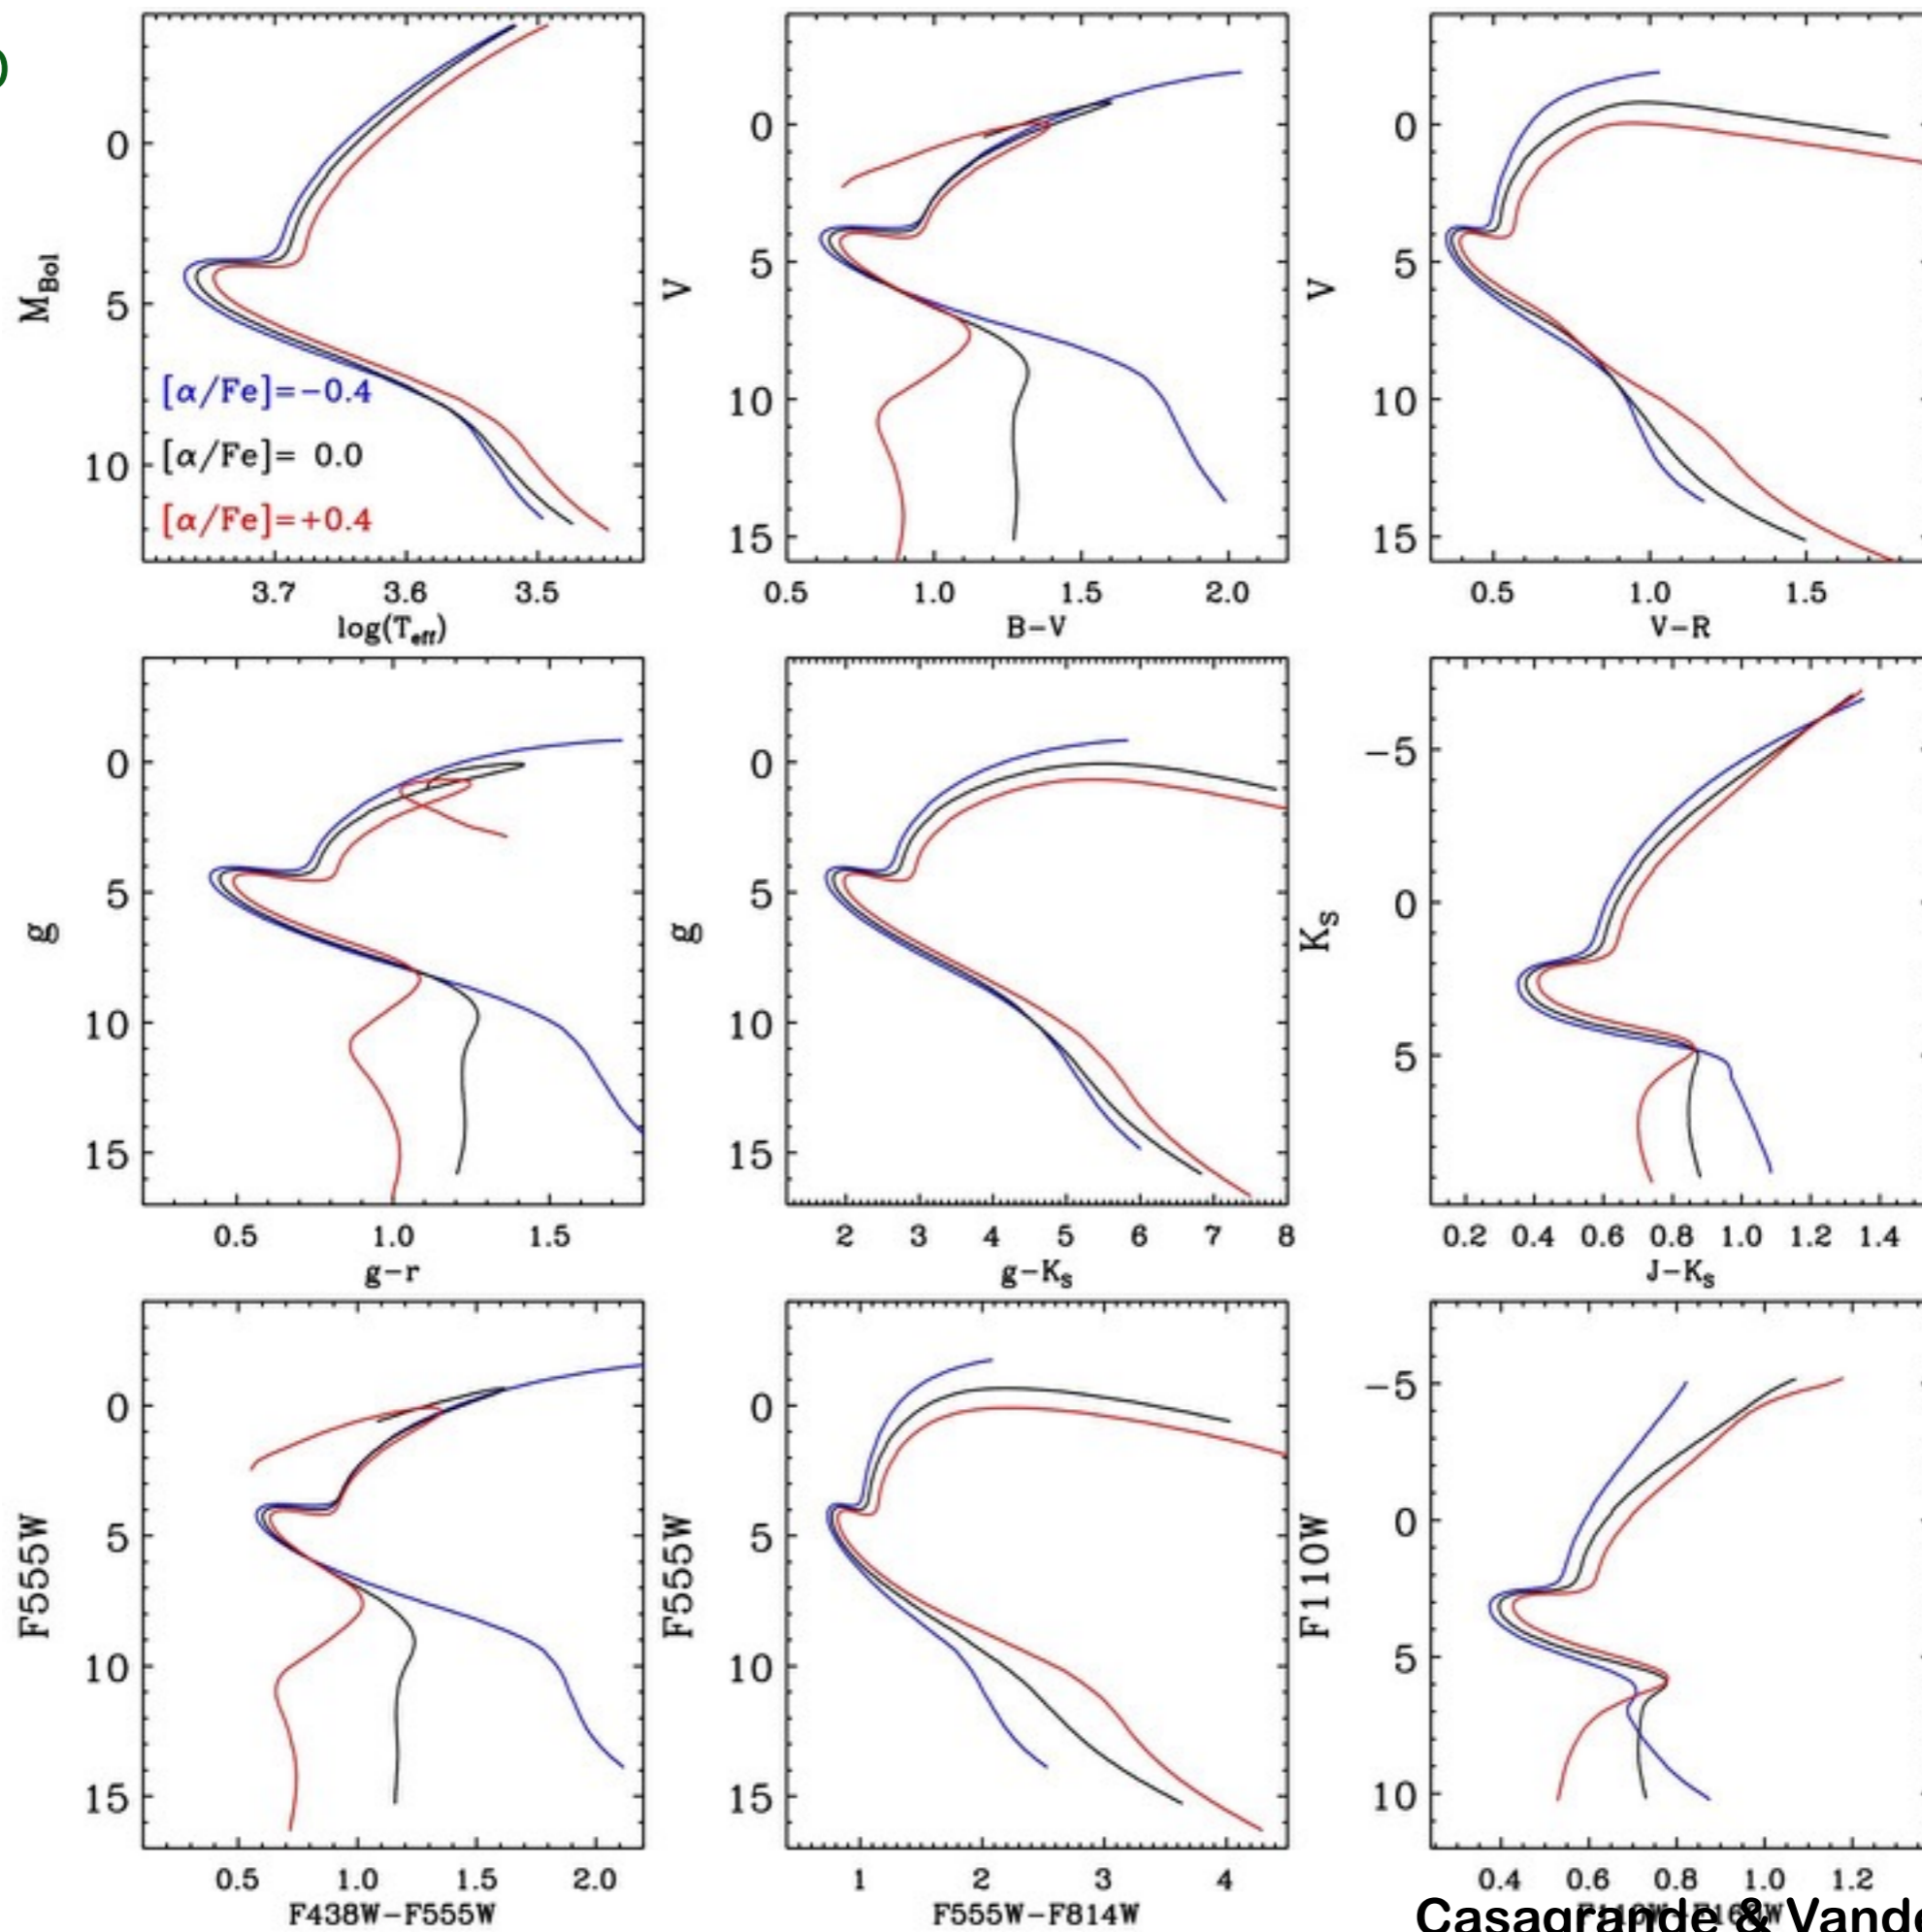 0
5
10
M_Bol
[α/Fe]=−0.4
[α/Fe]= 0.0
[α/Fe]=+0.4
3.7 3.6 3.5
log(T_eff)
0
5
10
15
V
0.5 1.0 1.5 2.0
B−V
0
5
10
15
V
0.5 1.0 1.5
V−R
0
5
10
15
g
0.5 1.0 1.5
g−r
0
5
10
15
g
2 3 4 5 6 7 8
g−K_S
−5
0
5
K_S
0.2 0.4 0.6 0.8 1.0 1.2 1.4
J−K_S
0
5
10
15
F555W
0.5 1.0 1.5 2.0
F438W−F555W
0
5
10
15
F555W
1 2 3 4
F555W−F814W
−5
0
5
10
F110W
0.4 0.6 0.8 1.0 1.2
Casagrande &